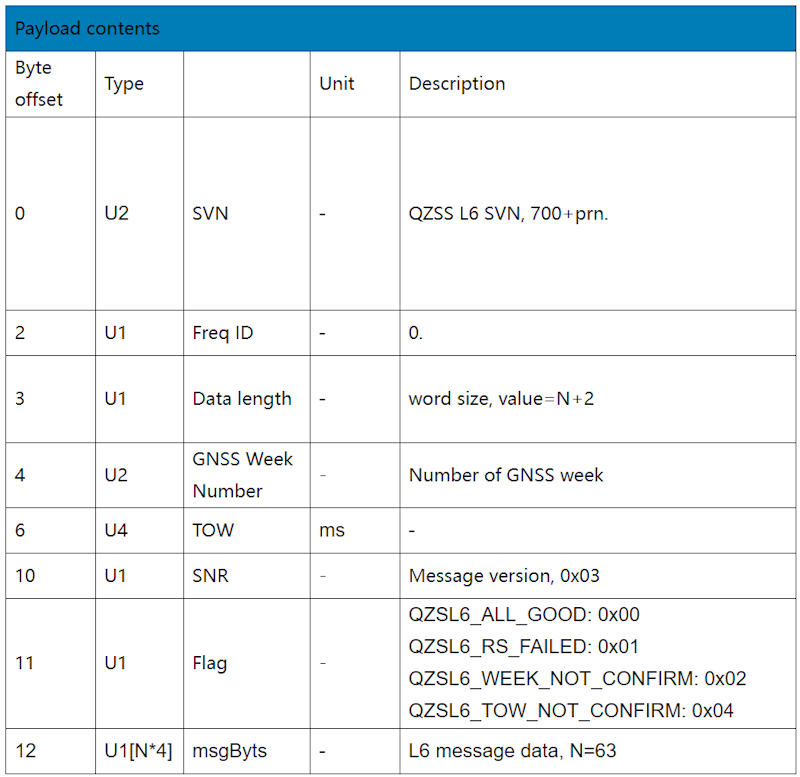 Payload contents
Byte
offset
Type
Unit
Description
0
U2
SVN
-
QZSS L6 SVN, 700+prn.
2
U1
Freq ID
-
0.
3
U1
Data length
-
word size, value=N+2
4
U2
GNSS Week
Number
-
Number of GNSS week
6
U4
TOW
ms
-
10
U1
SNR
-
Message version, 0x03
11
U1
Flag
-
QZSL6_ALL_GOOD: 0x00
QZSL6_RS_FAILED: 0x01
QZSL6_WEEK_NOT_CONFIRM: 0x02
QZSL6_TOW_NOT_CONFIRM: 0x04
12
U1[N*4]
msgByts
-
L6 message data, N=63